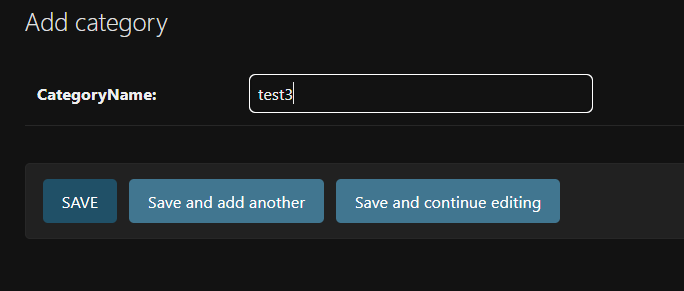 Add category
CategoryName: test3
SAVE Save and add another Save and continue editing